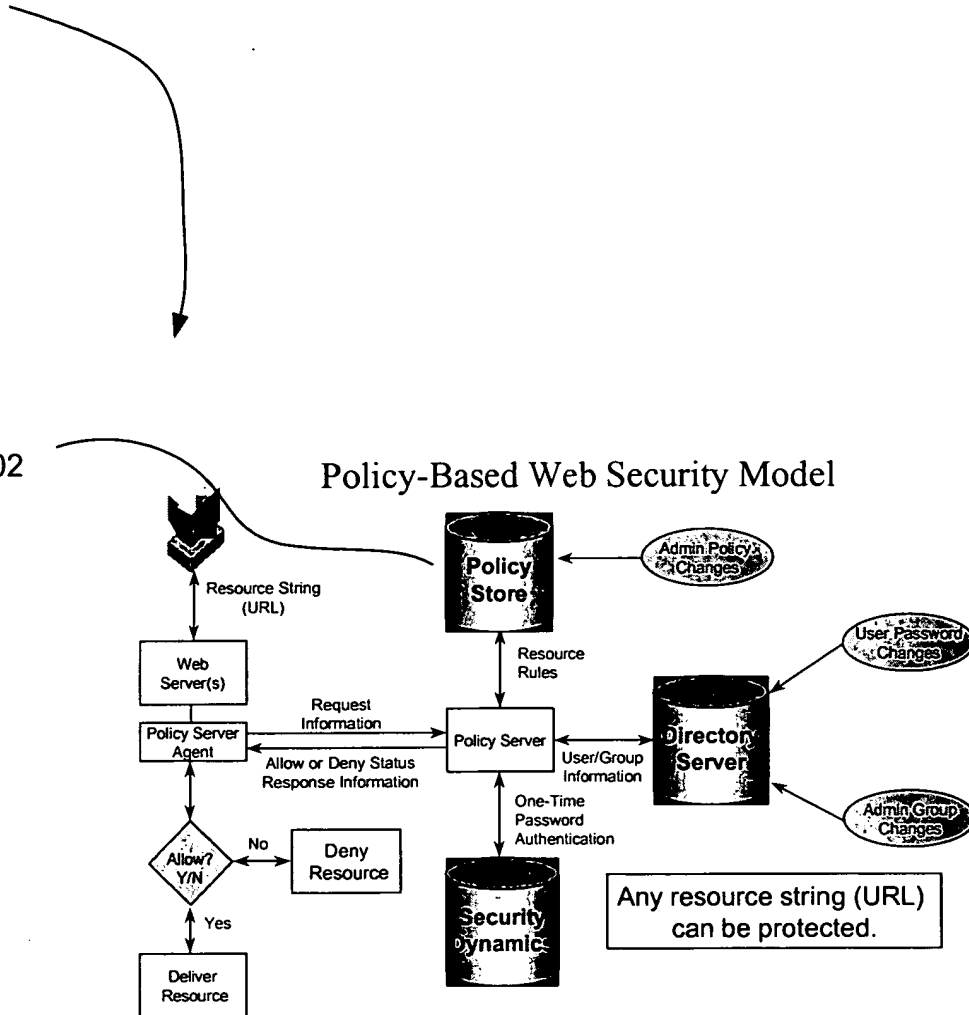 02
Policy-Based Web Security Model
Resource String
(URL)
Policy
Store
Admin Policy
Changes
User Password
Changes
Web
Server(s)
Resource
Rules
Request
Information
Policy Server
Agent
Policy Server
Directory
Server
Allow or Deny Status
Response Information
User/Group
Information
One-Time
Password
Authentication
Admin Group
Changes
Allow?
Y/N
No
Deny
Resource
Yes
Security
Dynamic
Any resource string (URL)
can be protected.
Deliver
Resource